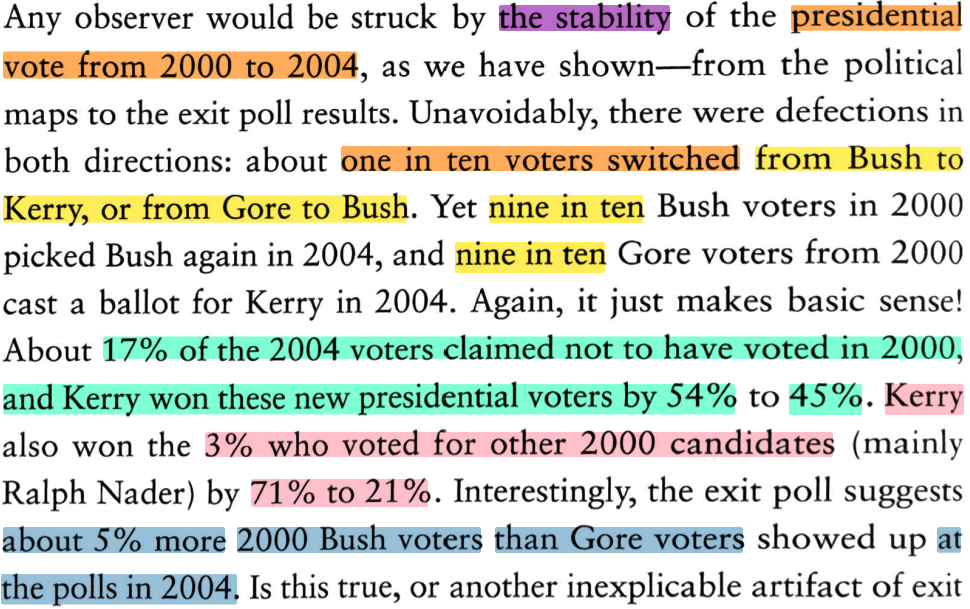 Any observer would be struck by the stability of the presidential
vote from 2000 to 2004, as we have shown—from the political
maps to the exit poll results. Unavoidably, there were defections in
both directions: about one in ten voters switched from Bush to
Kerry, or from Gore to Bush. Yet nine in ten Bush voters in 2000
picked Bush again in 2004, and nine in ten Gore voters from 2000
cast a ballot for Kerry in 2004. Again, it just makes basic sense!
About 17% of the 2004 voters claimed not to have voted in 2000,
and Kerry won these new presidential voters by 54% to 45%. Kerry
also won the 3% who voted for other 2000 candidates (mainly
Ralph Nader) by 71% to 21%. Interestingly, the exit poll suggests
about 5% more 2000 Bush voters than Gore voters showed up at
the polls in 2004. Is this true, or another inexplicable artifact of exit